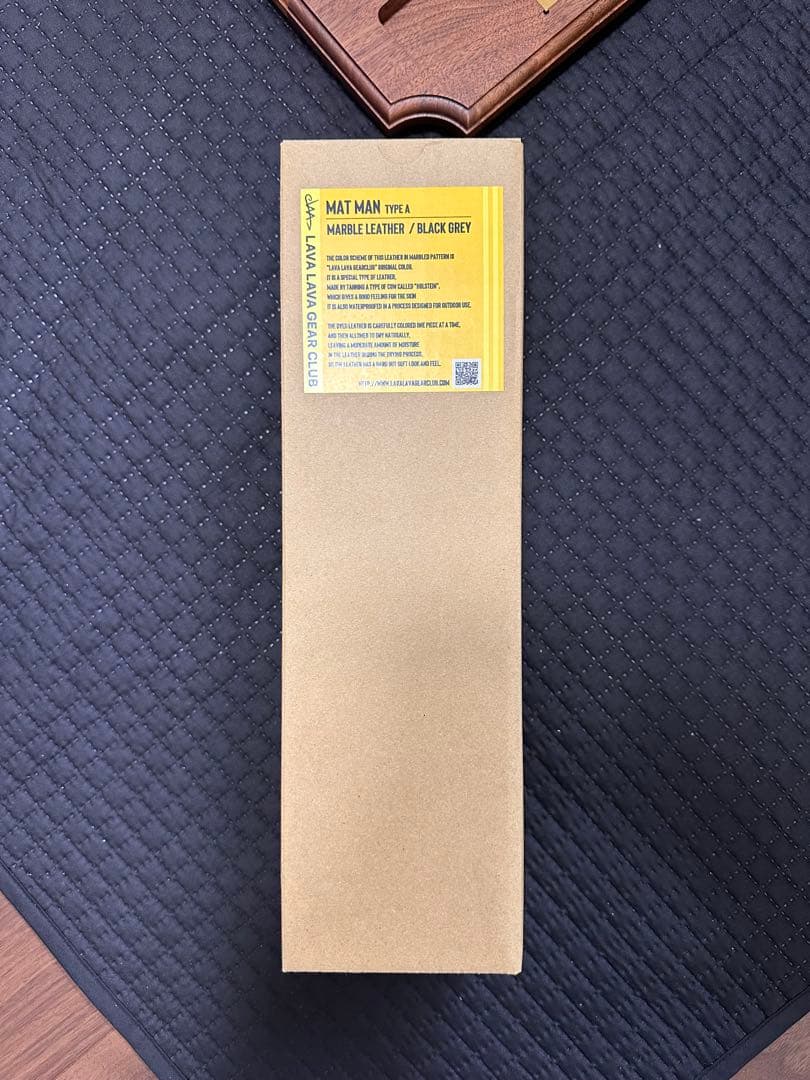 LAVA LAVA GEAR CLUB
MAT MAN TYPE A
MARBLE LEATHER / BLACK GREY
THE COLOR SCHEME OF THIS LEATHER IN MARBLED PATTERN IS
"LAVA LAVA GEARCLUB" ORIGINAL COLOR.
IT IS A SPECIAL TYPE OF LEATHER,
MADE BY TANNING A TYPE OF COW CALLED "HOLSTEIN",
WHICH GIVES A GOOD FEELING FOR THE SKIN
IT IS ALSO WATERPROOFED IN A PROCESS DESIGNED FOR OUTDOOR USE.
THE DYED LEATHER IS CAREFULLY COLORED ONE PIECE AT A TIME,
AND THEN ALLOWED TO DRY NATURALLY,
LEAVING A MODERATE AMOUNT OF MOISTURE
IN THE LEATHER DURING THE DRYING PROCESS,
SO THE LEATHER HAS A HARD BUT SOFT LOOK AND FEEL.
HTTP://WWW.LAVALAVAGEARCLUB.COM